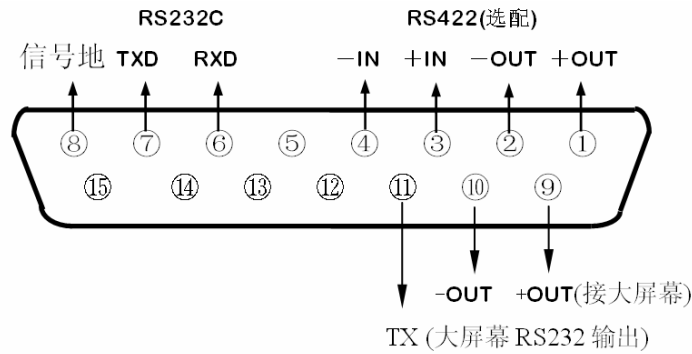 RS232C RS422(选配)
信号地 TXD RXD －IN ＋IN －OUT ＋OUT
⑧ ⑦ ⑥ ⑤ ④ ③ ② ①
⑮ ⑭ ⑬ ⑫ ⑪ ⑩ ⑨
-OUT +OUT(接大屏幕)
TX (大屏幕 RS232 输出)